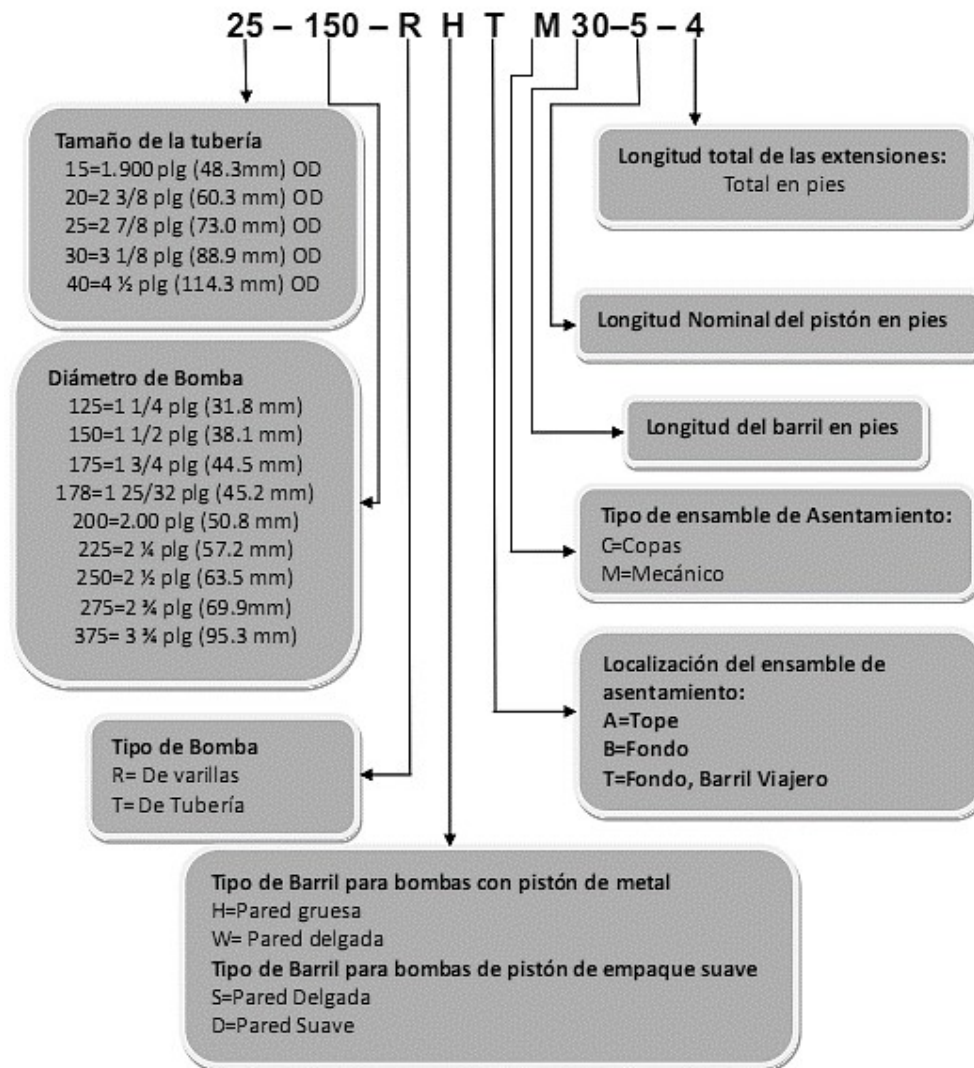 25 – 150 – R H T M 30–5 – 4
Tamaño de la tubería
15=1.900 plg (48.3mm) OD
20=2 3/8 plg (60.3 mm) OD
25=2 7/8 plg (73.0 mm) OD
30=3 1/8 plg (88.9 mm) OD
40=4 ½ plg (114.3 mm) OD
Diámetro de Bomba
125=1 1/4 plg (31.8 mm)
150=1 1/2 plg (38.1 mm)
175=1 3/4 plg (44.5 mm)
178=1 25/32 plg (45.2 mm)
200=2.00 plg (50.8 mm)
225=2 ¼ plg (57.2 mm)
250=2 ½ plg (63.5 mm)
275=2 ¾ plg (69.9mm)
375= 3 ¾ plg (95.3 mm)
Tipo de Bomba
R= De varillas
T= De Tubería
Tipo de Barril para bombas con pistón de metal
H=Pared gruesa
W= Pared delgada
Tipo de Barril para bombas de pistón de empaque suave
S=Pared Delgada
D=Pared Suave
Longitud total de las extensiones:
Total en pies
Longitud Nominal del pistón en pies
Longitud del barril en pies
Tipo de ensamble de Asentamiento:
C=Copas
M=Mecánico
Localización del ensamble de
asentamiento:
A=Tope
B=Fondo
T=Fondo, Barril Viajero